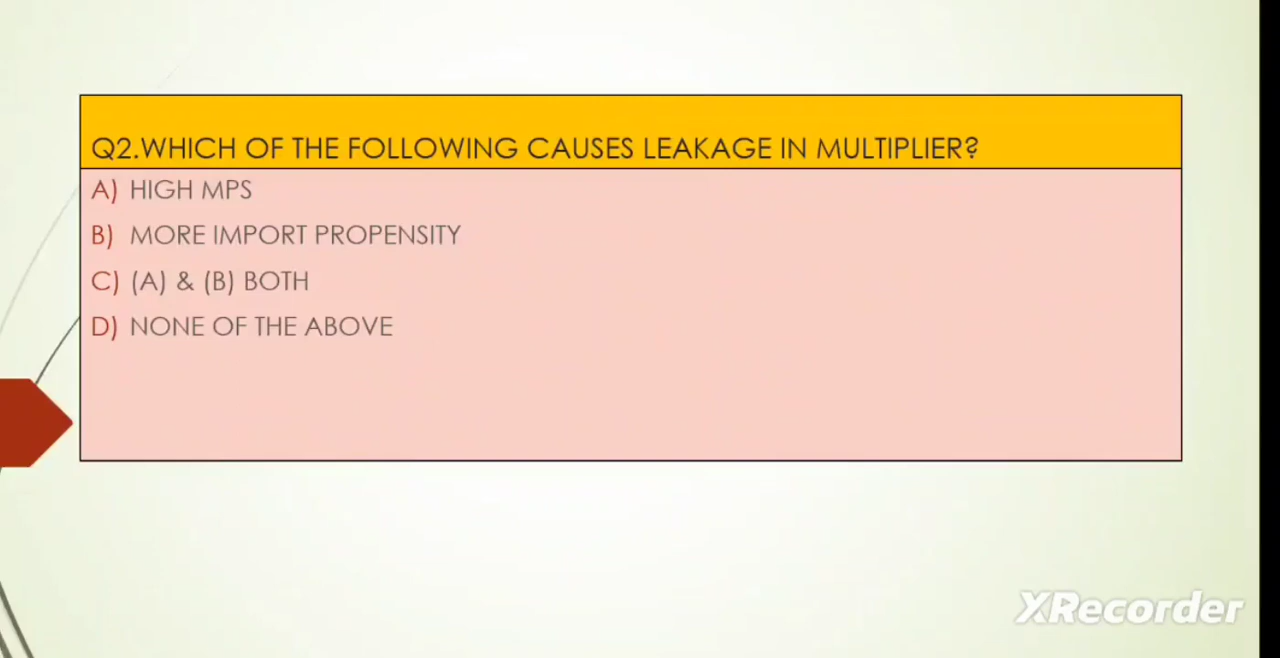 Q2.WHICH OF THE FOLLOWING CAUSES LEAKAGE IN MULTIPLIER?
A) HIGH MPS
B) MORE IMPORT PROPENSITY
C) (A) & (B) BOTH
D) NONE OF THE ABOVE
XRecorder